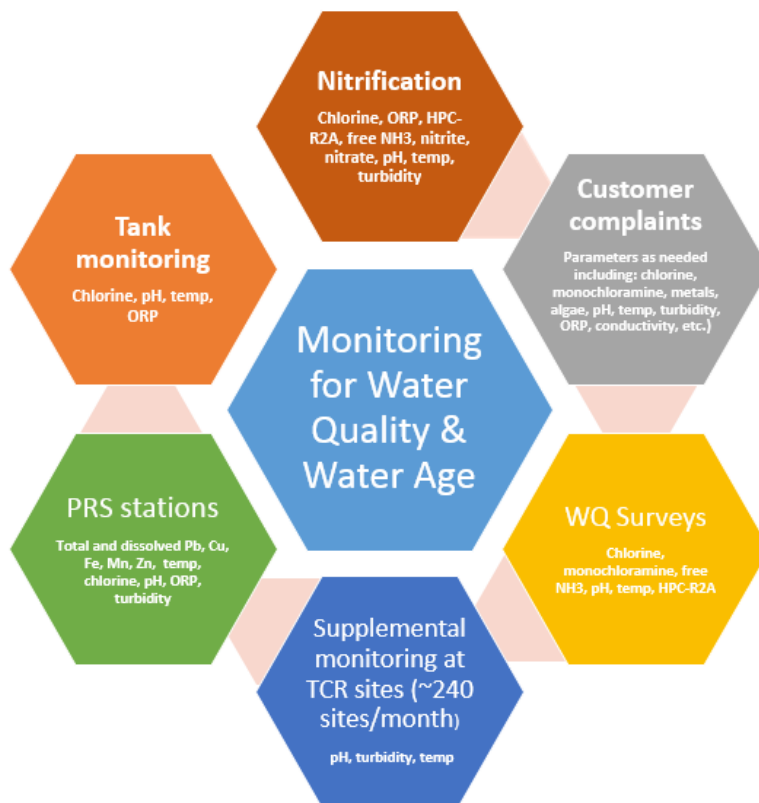 Nitrification
Chlorine, ORP, HPC-
R2A, free NH3, nitrite,
nitrate, pH, temp,
turbidity
Customer
complaints
Parameters as needed
including: chlorine,
monochloramine, metals,
algae, pH, temp, turbidity,
ORP, conductivity, etc.)
WQ Surveys
Chlorine,
monochloramine, free
NH3, pH, temp, HPC-R2A
Supplemental
monitoring at
TCR sites (~240
sites/month)
pH, turbidity, temp
PRS stations
Total and dissolved Pb, Cu,
Fe, Mn, Zn, temp,
chlorine, pH, ORP,
turbidity
Tank
monitoring
Chlorine, pH, temp,
ORP
Monitoring
for Water
Quality &
Water Age